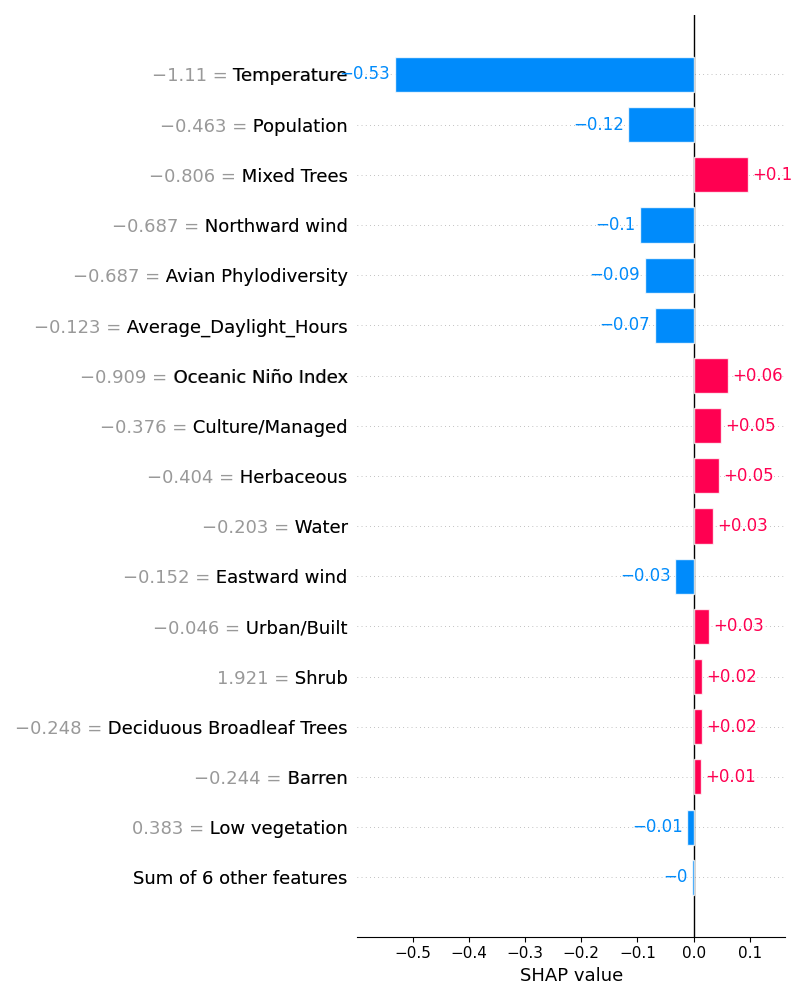 −1.11 = Temperature −0.53
−0.463 = Population −0.12
−0.806 = Mixed Trees +0.1
−0.687 = Northward wind −0.1
−0.687 = Avian Phylodiversity −0.09
−0.123 = Average_Daylight_Hours −0.07
−0.909 = Oceanic Niño Index +0.06
−0.376 = Culture/Managed +0.05
−0.404 = Herbaceous +0.05
−0.203 = Water +0.03
−0.152 = Eastward wind −0.03
−0.046 = Urban/Built +0.03
1.921 = Shrub +0.02
−0.248 = Deciduous Broadleaf Trees +0.02
−0.244 = Barren +0.01
0.383 = Low vegetation −0.01
Sum of 6 other features −0
−0.5 −0.4 −0.3 −0.2 −0.1 0.0 0.1
SHAP value